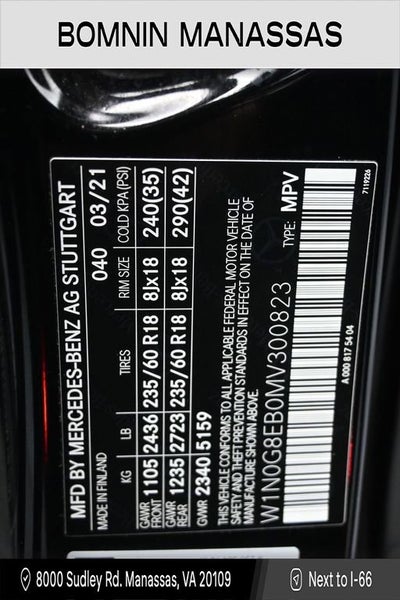 BOMNIN MANASSAS
MFD BY MERCEDES-BENZ AG STUTTGART
MADE IN FINLAND 040 03/21
KG LB TIRES RIM SIZE COLD KPA (PSI)
GAWR FRONT 1105 2436 235/60 R18 8Jx18 240(35)
GAWR REAR 1235 2723 235/60 R18 8Jx18 290(42)
GVWR 2340 5159
THIS VEHICLE CONFORMS TO ALL APPLICABLE FEDERAL MOTOR VEHICLE
SAFETY AND THEFT PREVENTION STANDARDS IN EFFECT ON THE DATE OF
MANUFACTURE SHOWN ABOVE.
W1N0G8EB0MV300823 TYPE: MPV
A 000 817 54 04
7119226
8000 Sudley Rd. Manassas, VA 20109
Next to I-66